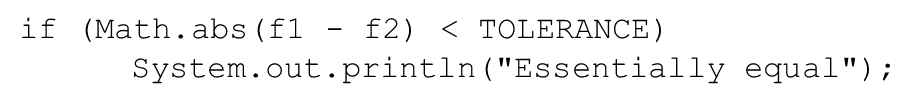 if (Math.abs(f1 - f2) < TOLERANCE)
System.out.println("Essentially equal");